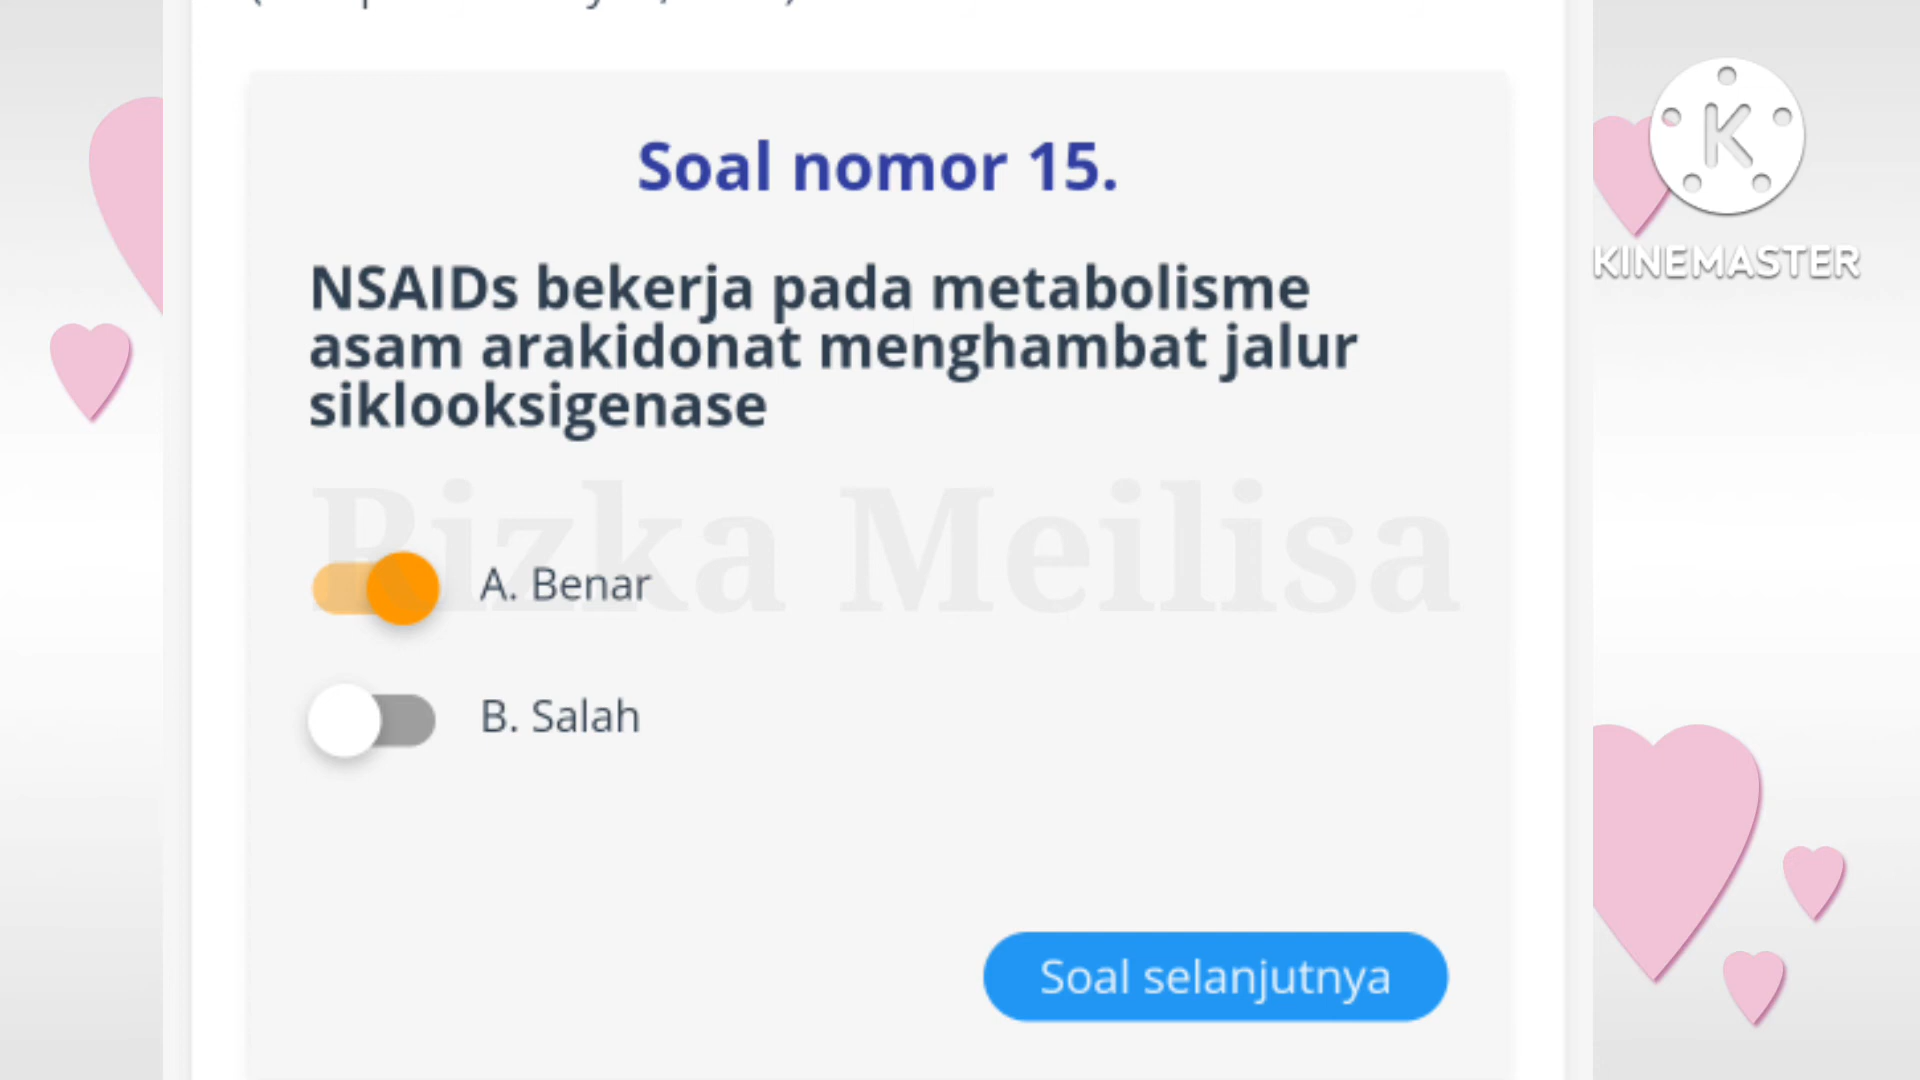 Soal nomor 15.
K
KINEMASTER
NSAIDs bekerja pada metabolisme
asam arakidonat menghambat jalur
siklooksigenase
Rizka Meilisa
A. Benar
B. Salah
Soal selanjutnya